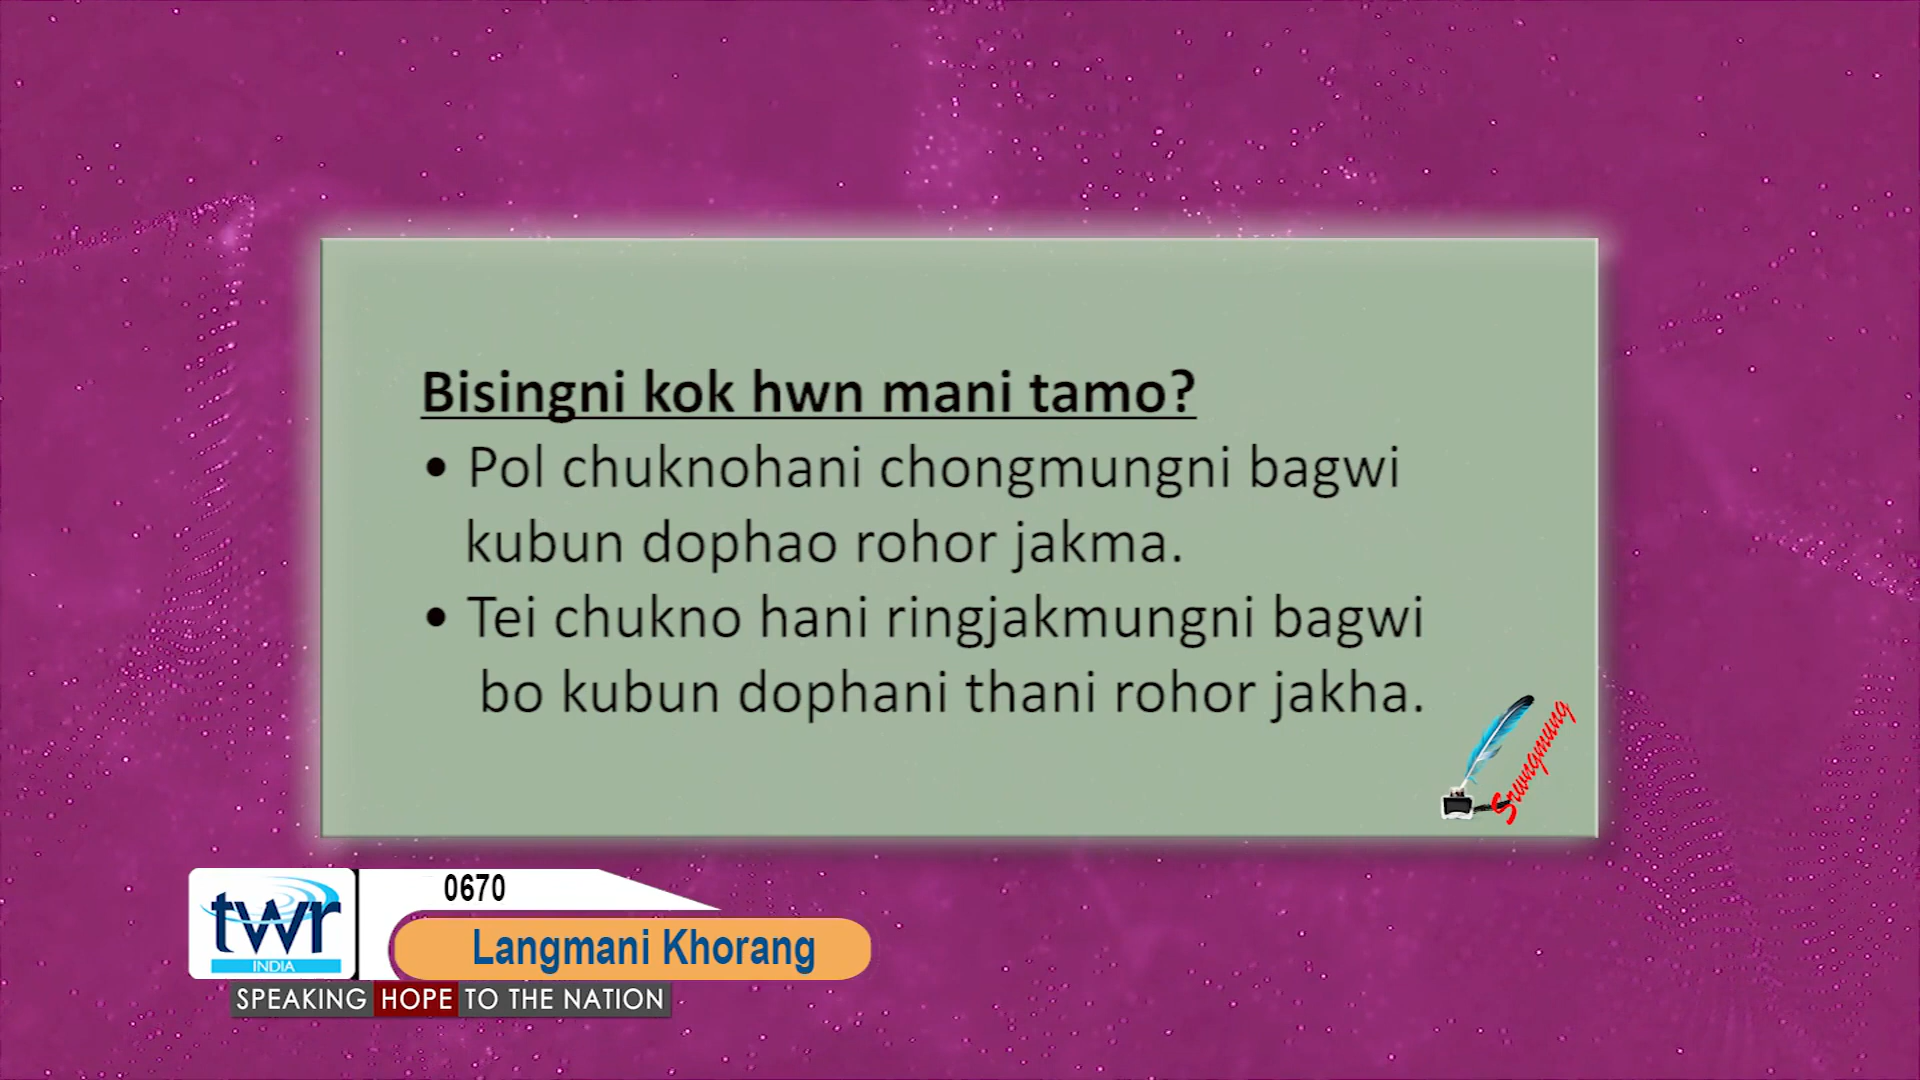 Bisingni kok hwn mani tamo?
• Pol chuknohani chongmungni bagwi
kubun dophao rohor jakma.
• Tei chukno hani ringjakmungni bagwi
bo kubun dophani thani rohor jakha.
Srwngmung
0670
twr
INDIA
Langmani Khorang
SPEAKING HOPE TO THE NATION